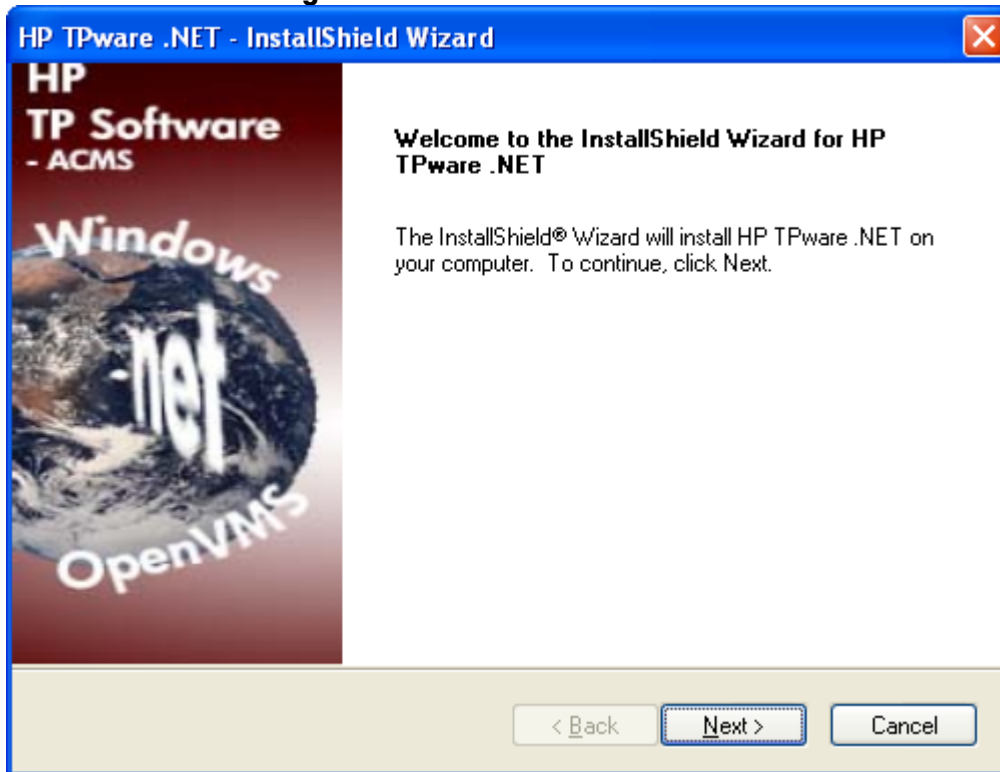 HP TPware .NET - InstallShield Wizard
HP
TP Software
- ACMS
Windows
.net
OpenVMS
Welcome to the InstallShield Wizard for HP
TPware .NET
The InstallShield® Wizard will install HP TPware .NET on
your computer. To continue, click Next.
< Back
Next >
Cancel